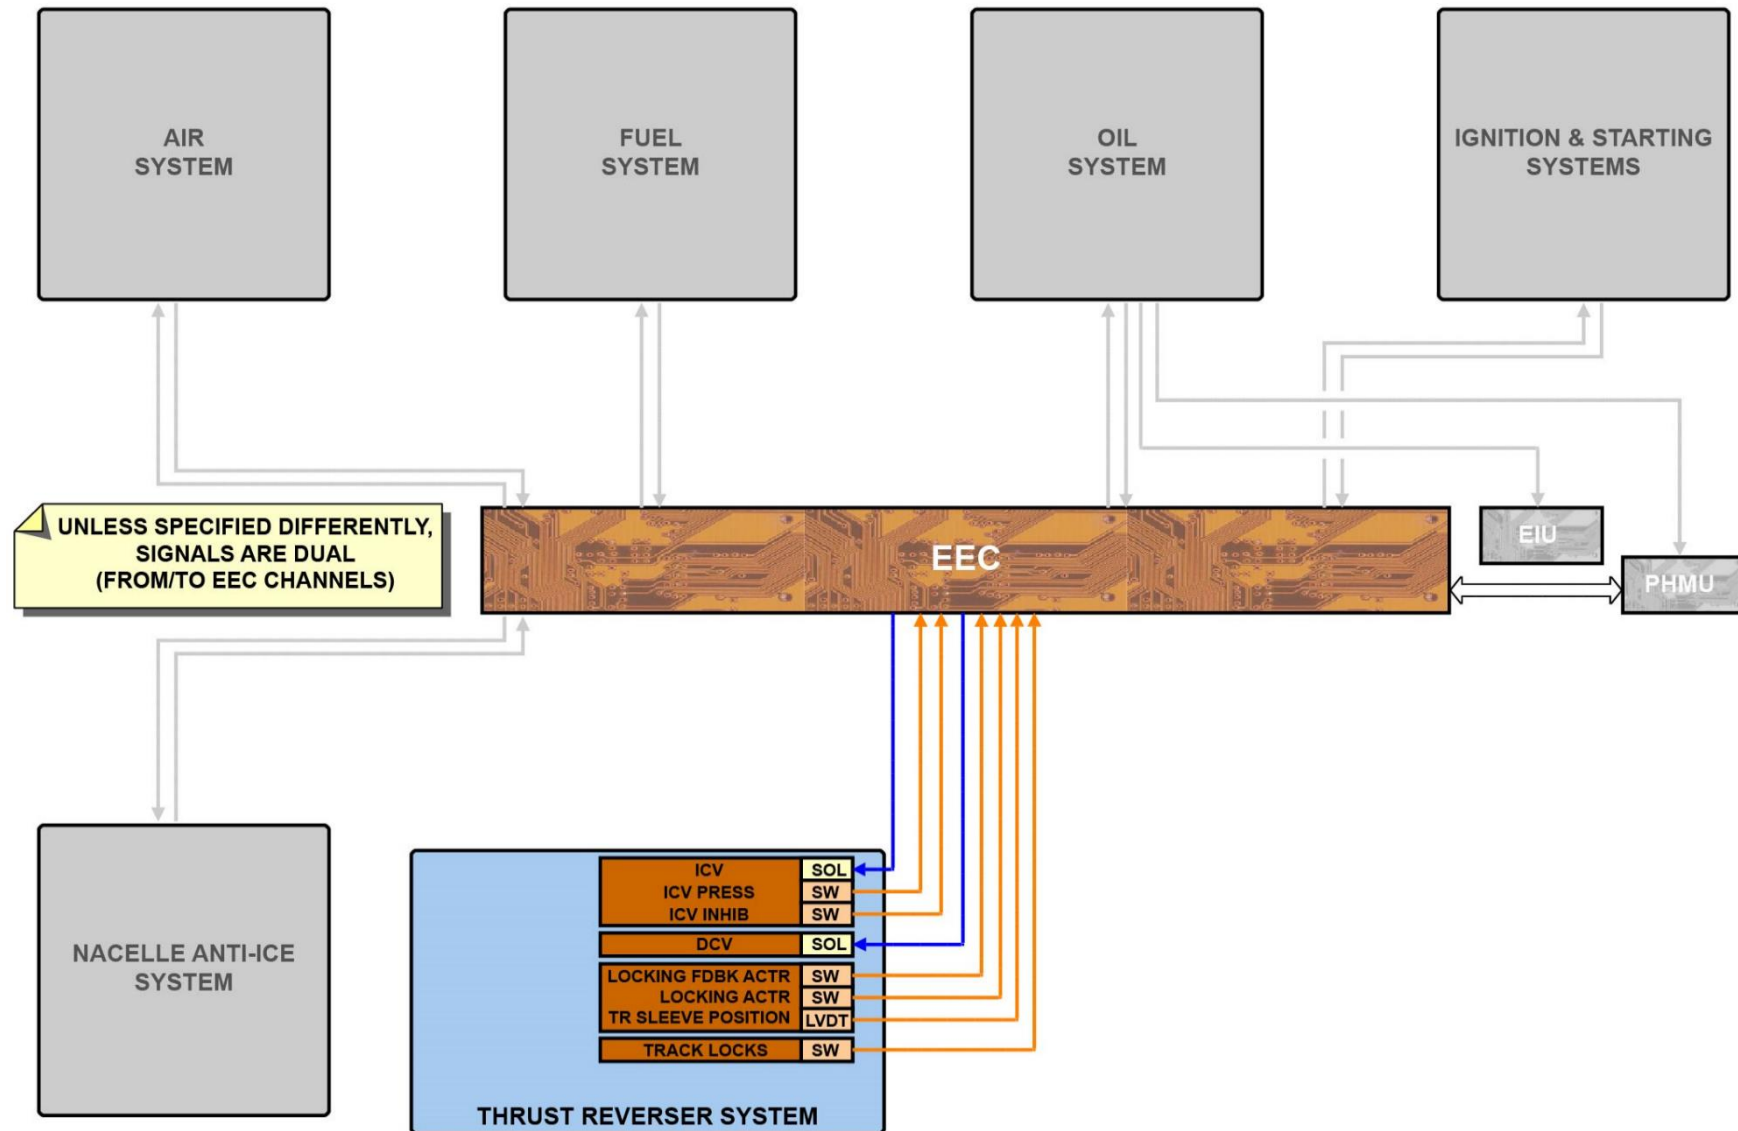 AIR
SYSTEM
FUEL
SYSTEM
OIL
SYSTEM
IGNITION & STARTING
SYSTEMS
UNLESS SPECIFIED DIFFERENTLY,
SIGNALS ARE DUAL
(FROM/TO EEC CHANNELS)
EEC
EIU
PHMU
NACELLE ANTI-ICE
SYSTEM
ICV SOL
ICV PRESS SW
ICV INHIB SW
DCV SOL
LOCKING FDBK ACTR SW
LOCKING ACTR SW
TR SLEEVE POSITION LVDT
TRACK LOCKS SW
THRUST REVERSER SYSTEM